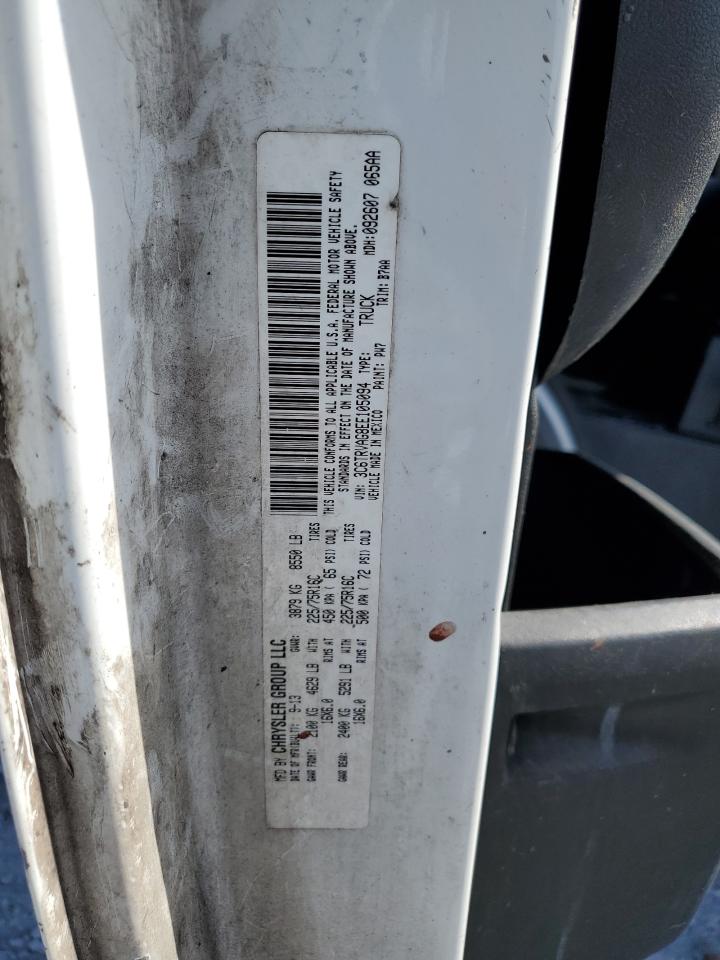 MFD BY CHRYSLER GROUP LLC
DATE OF 9-13 GVWR: 3879 KG 8550 LB
GAWR FRONT: 2100 KG 4629 LB WITH 225/75R16C TIRES
16X6.0 RIMS AT 450 KPA ( 65 PSI) COLD
GAWR REAR: 2400 KG 5291 LB WITH 225/75R16C TIRES
16X6.0 RIMS AT 500 KPA ( 72 PSI) COLD
THIS VEHICLE CONFORMS TO ALL APPLICABLE U.S.A. FEDERAL MOTOR VEHICLE SAFETY
STANDARDS IN EFFECT ON THE DATE OF MANUFACTURE SHOWN ABOVE.
VIN: 3C6TRVAG8EE105094 TYPE: TRUCK MDH:092607 065AA
VEHICLE MADE IN MEXICO PAINT: PW7 TRIM: B7AA